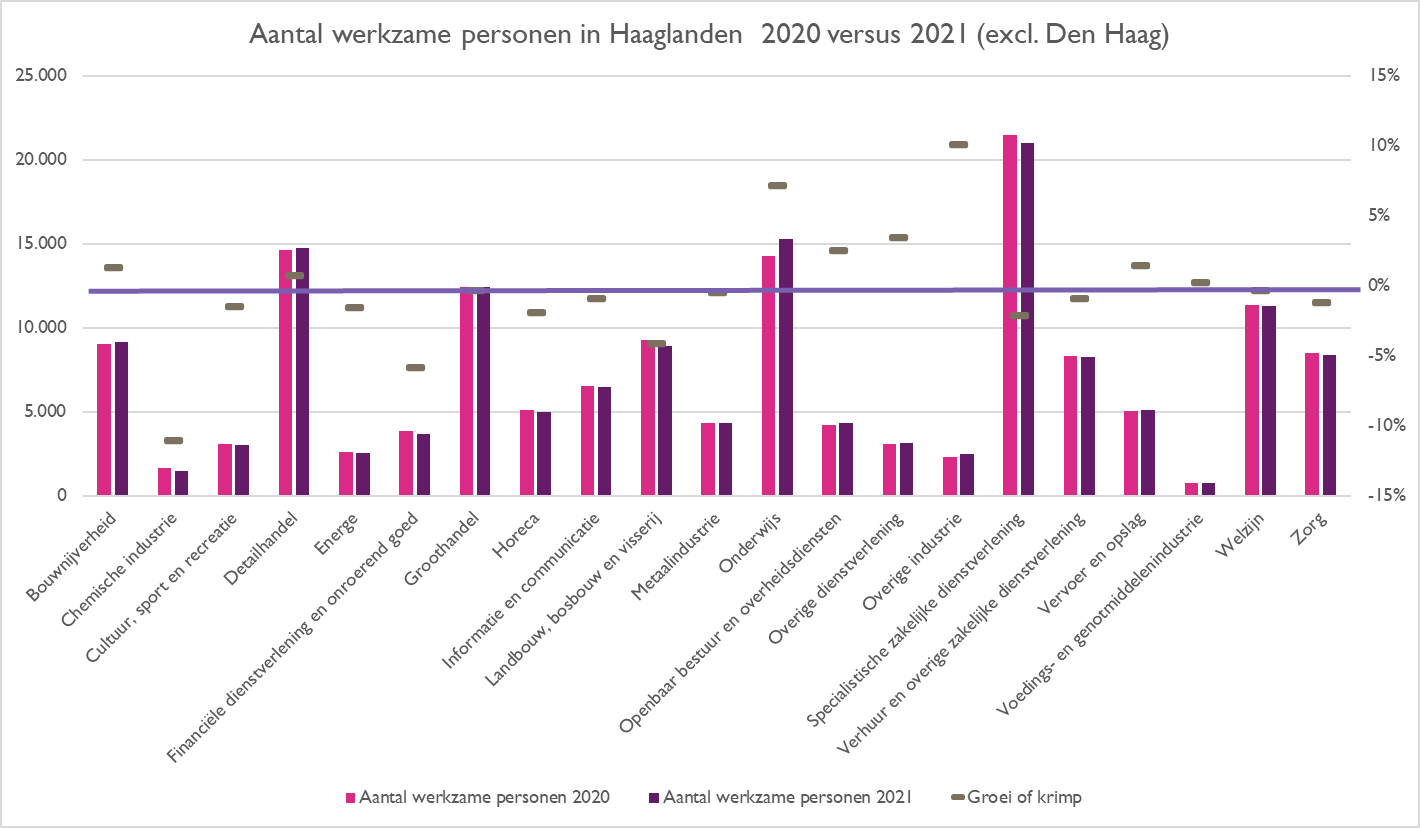 Aantal werkzame personen in Haaglanden 2020 versus 2021 (excl. Den Haag)
25.000
20.000
15.000
10.000
5.000
0
15%
10%
5%
0%
-5%
-10%
-15%
Bouwnijverheid
Chemische industrie
Cultuur, sport en recreatie
Detailhandel
Energe
Financiële dienstverlening en onroerend goed
Groothandel
Horeca
Informatie en communicatie
Landbouw, bosbouw en visserij
Metaalindustrie
Onderwijs
Openbaar bestuur en overheidsdiensten
Overige dienstverlening
Overige industrie
Specialistische zakelijke dienstverlening
Verhuur en overige zakelijke dienstverlening
Vervoer en opslag
Voedings- en genotmiddelenindustrie
Welzijn
Zorg
Aantal werkzame personen 2020
Aantal werkzame personen 2021
Groei of krimp